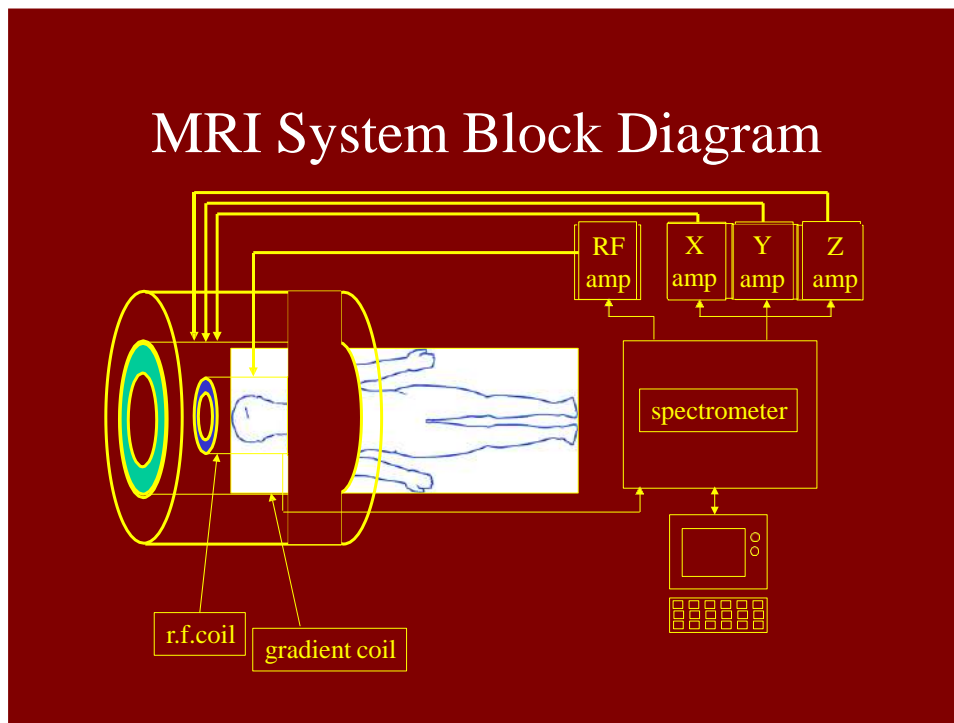 MRI System Block Diagram
RF
amp
X
amp
Y
amp
Z
amp
spectrometer
r.f.coil
gradient coil